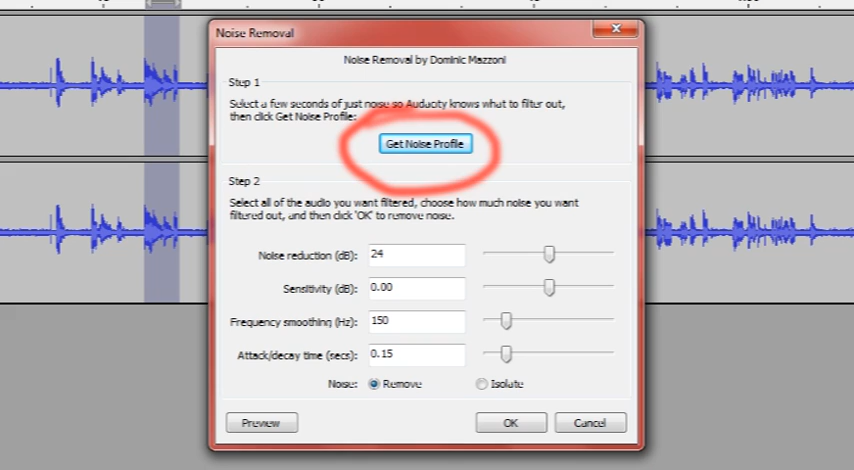 Noise Removal
Noise Removal by Dominic Mazzoni
Step 1
Select a few seconds of just noise so Audacity knows what to filter out,
then click Get Noise Profile:
Get Noise Profile
Step 2
Select all of the audio you want filtered, choose how much noise you want
filtered out, and then click 'OK' to remove noise.
Noise reduction (dB): 24
Sensitivity (dB): 0.00
Frequency smoothing (Hz): 150
Attack/decay time (secs): 0.15
Noise: Remove Isolate
Preview OK Cancel